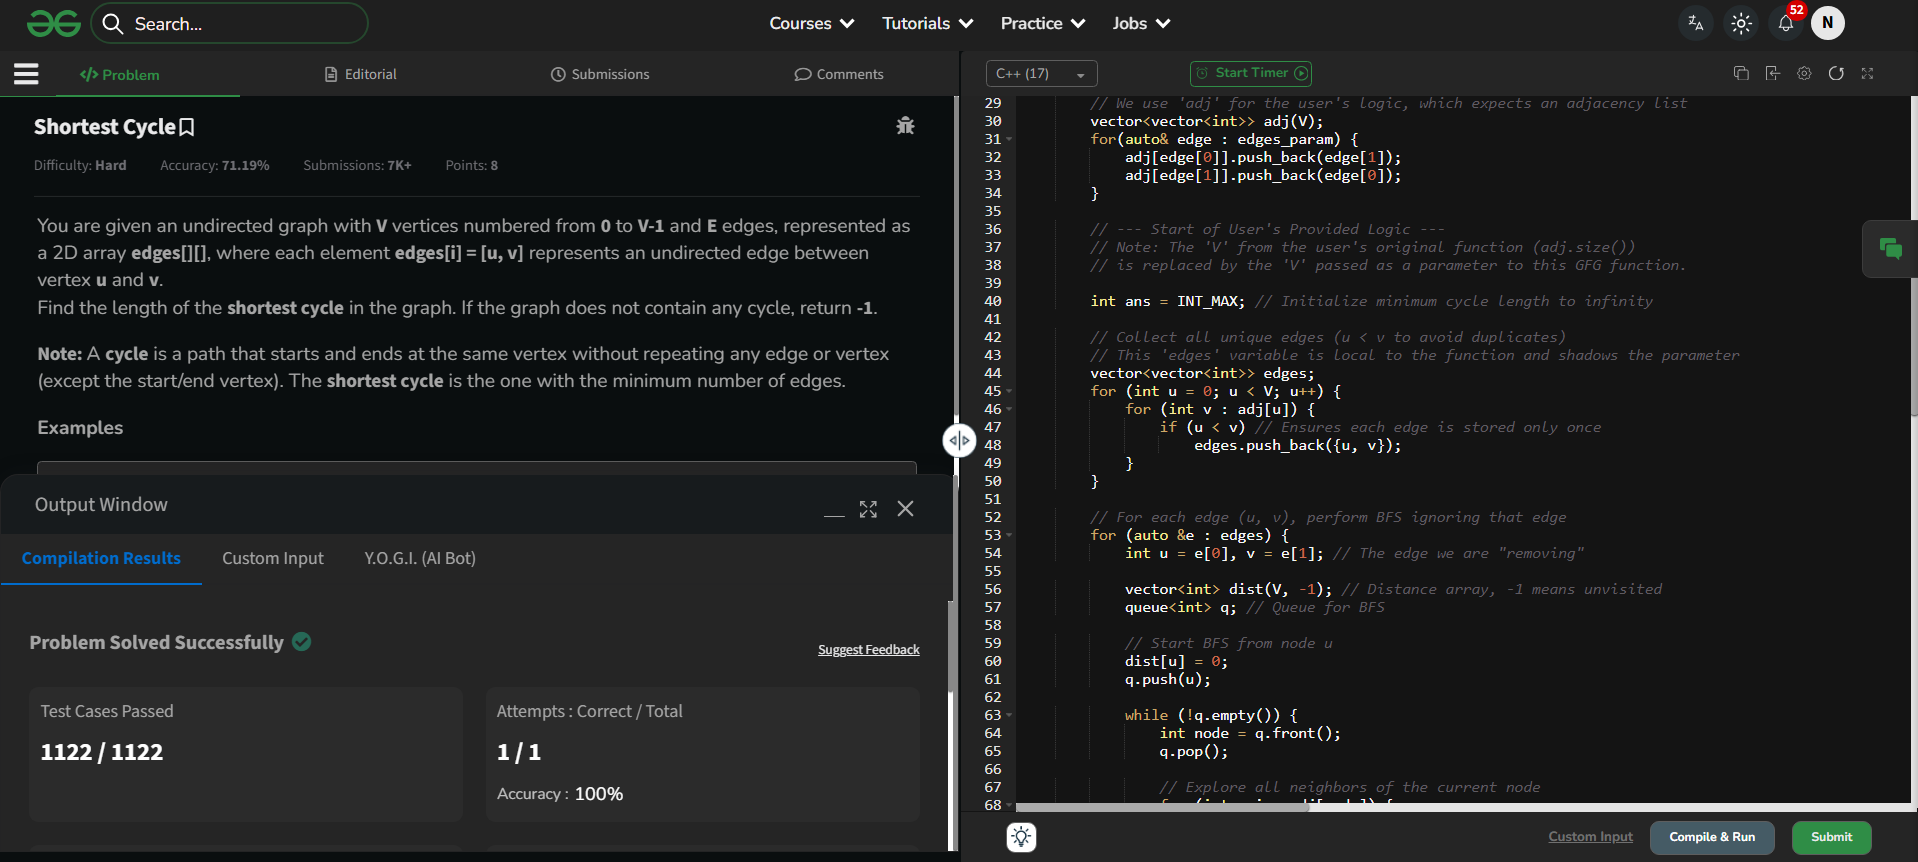 Search...
Courses
Tutorials
Practice
Jobs
52
N
Problem
Editorial
Submissions
Comments
C++ (17)
Start Timer
Shortest Cycle
Difficulty: Hard
Accuracy: 71.19%
Submissions: 7K+
Points: 8
You are given an undirected graph with V vertices numbered from 0 to V-1 and E edges, represented as
a 2D array edges[][], where each element edges[i] = [u, v] represents an undirected edge between
vertex u and v.
Find the length of the shortest cycle in the graph. If the graph does not contain any cycle, return -1.
Note: A cycle is a path that starts and ends at the same vertex without repeating any edge or vertex
(except the start/end vertex). The shortest cycle is the one with the minimum number of edges.
Examples
Output Window
Compilation Results
Custom Input
Y.O.G.I. (AI Bot)
Problem Solved Successfully
Suggest Feedback
Test Cases Passed
1122 / 1122
Attempts : Correct / Total
1 / 1
Accuracy : 100%
29 // We use 'adj' for the user's logic, which expects an adjacency list
30 vector<vector<int>> adj(V);
31 for(auto& edge : edges_param) {
32 adj[edge[0]].push_back(edge[1]);
33 adj[edge[1]].push_back(edge[0]);
34 }
35
36 // --- Start of User's Provided Logic ---
37 // Note: The 'V' from the user's original function (adj.size())
38 // is replaced by the 'V' passed as a parameter to this GFG function.
39
40 int ans = INT_MAX; // Initialize minimum cycle length to infinity
41
42 // Collect all unique edges (u < v to avoid duplicates)
43 // This 'edges' variable is local to the function and shadows the parameter
44 vector<vector<int>> edges;
45 for (int u = 0; u < V; u++) {
46 for (int v : adj[u]) {
47 if (u < v) // Ensures each edge is stored only once
48 edges.push_back({u, v});
49 }
50 }
51
52 // For each edge (u, v), perform BFS ignoring that edge
53 for (auto &e : edges) {
54 int u = e[0], v = e[1]; // The edge we are "removing"
55
56 vector<int> dist(V, -1); // Distance array, -1 means unvisited
57 queue<int> q; // Queue for BFS
58
59 // Start BFS from node u
60 dist[u] = 0;
61 q.push(u);
62
63 while (!q.empty()) {
64 int node = q.front();
65 q.pop();
66
67 // Explore all neighbors of the current node
68
Custom Input
Compile & Run
Submit